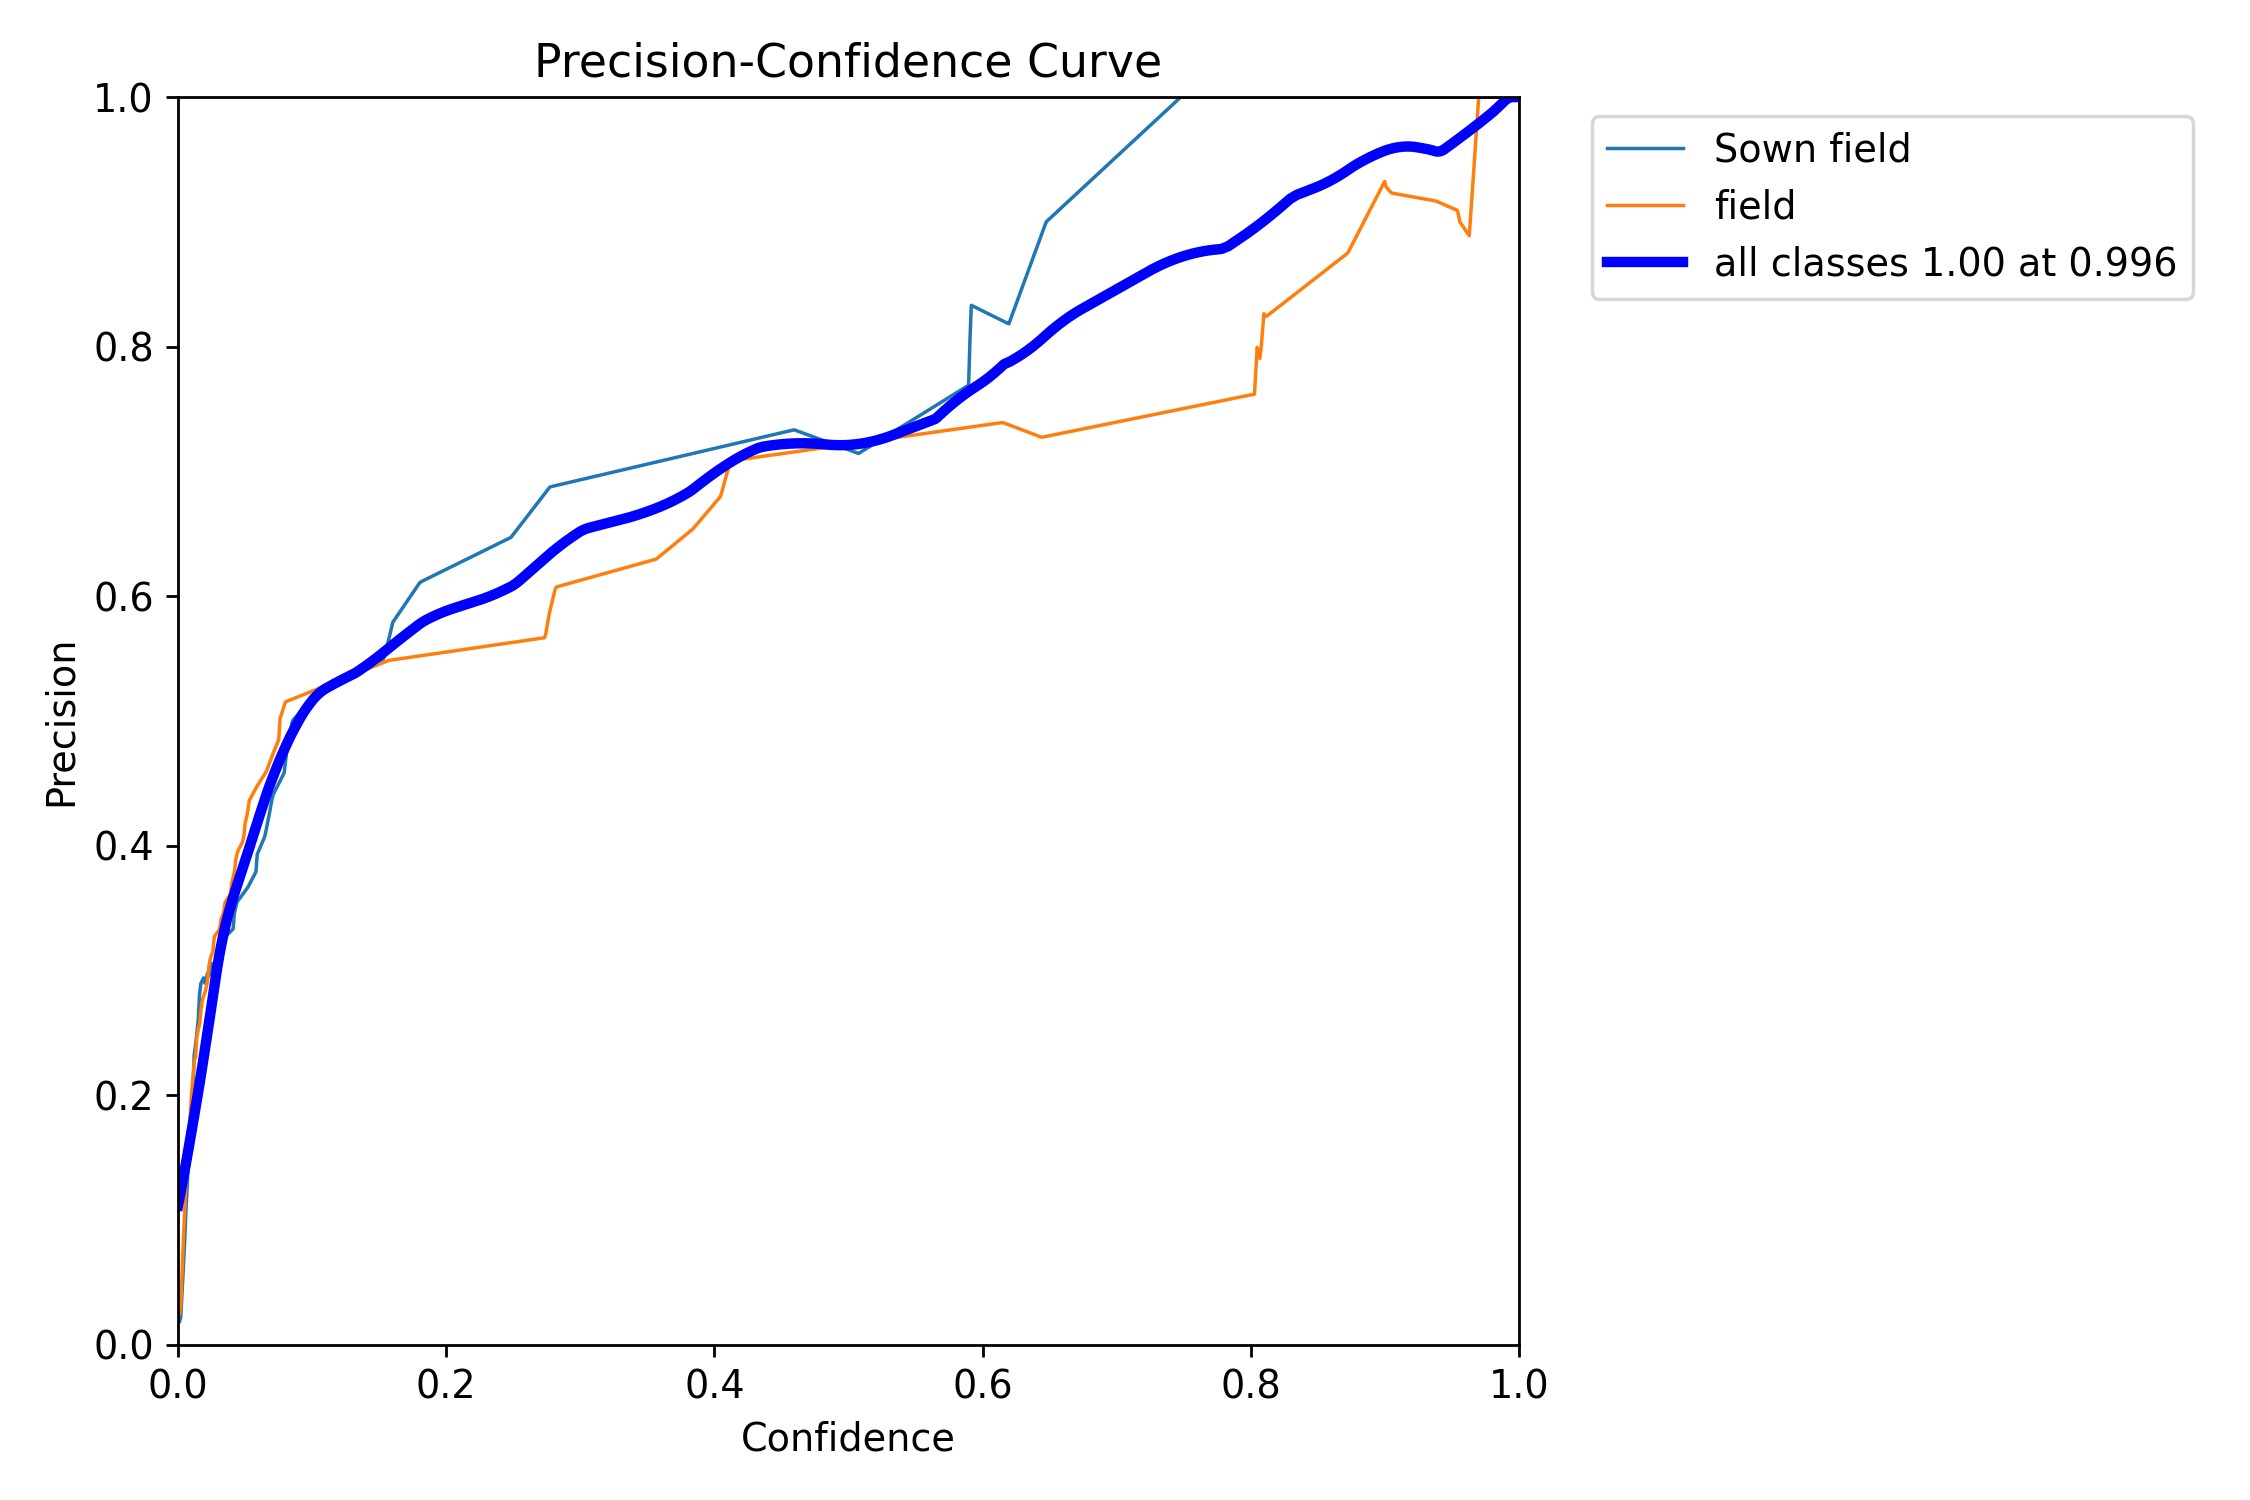 Precision-Confidence Curve
1.0
0.8
0.6
0.4
0.2
0.0
Precision
0.0 0.2 0.4 0.6 0.8 1.0
Confidence
Sown field
field
all classes 1.00 at 0.996